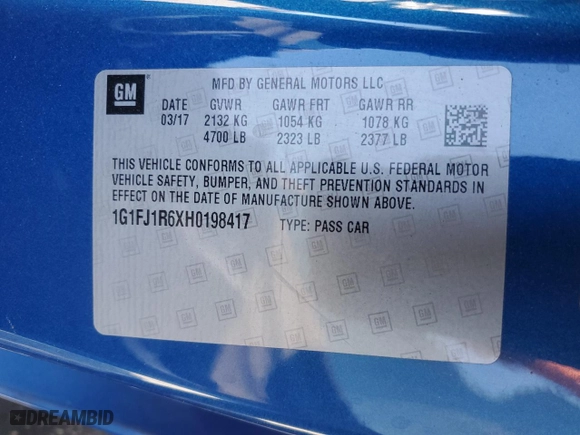 GM
MFD BY GENERAL MOTORS LLC
DATE GVWR GAWR FRT GAWR RR
03/17 2132 KG 1054 KG 1078 KG
4700 LB 2323 LB 2377 LB
THIS VEHICLE CONFORMS TO ALL APPLICABLE U.S. FEDERAL MOTOR
VEHICLE SAFETY, BUMPER, AND THEFT PREVENTION STANDARDS IN
EFFECT ON THE DATE OF MANUFACTURE SHOWN ABOVE.
1G1FJ1R6XH0198417 TYPE: PASS CAR
DREAMBID